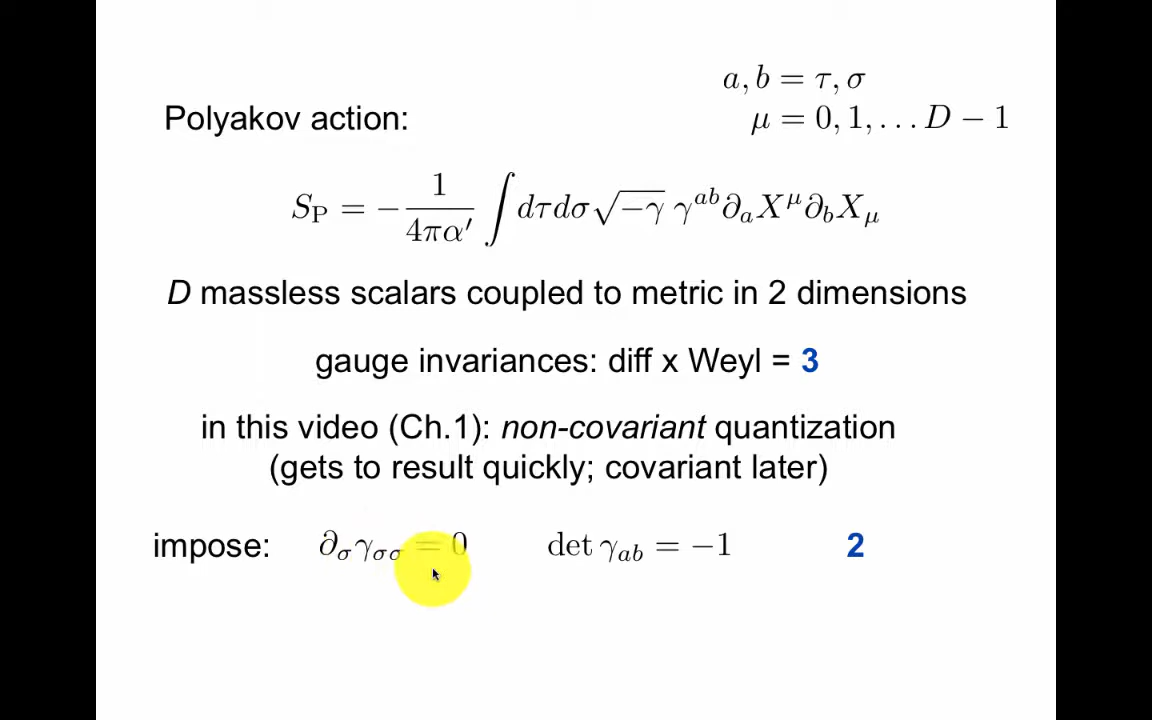 a, b = τ, σ
Polyakov action:
μ = 0, 1, . . . D − 1
S_P = −\frac{1}{4πα′} ∫ dτdσ √{−γ} γ^{ab} ∂_a X^μ ∂_b X_μ
D massless scalars coupled to metric in 2 dimensions
gauge invariances: diff x Weyl = 3
in this video (Ch.1): non-covariant quantization
(gets to result quickly; covariant later)
impose: ∂_σ γ_{σσ} = 0 det γ_{ab} = −1 2